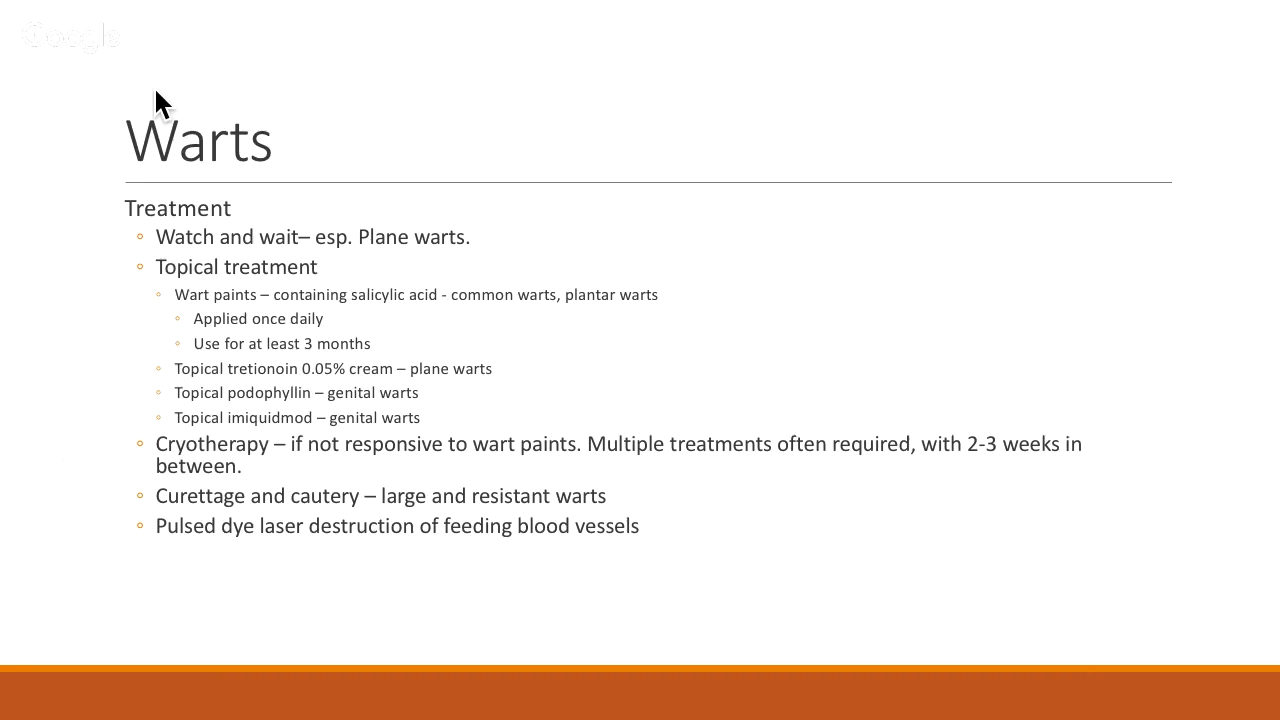 Google
Warts
Treatment
◦ Watch and wait– esp. Plane warts.
◦ Topical treatment
◦ Wart paints – containing salicylic acid - common warts, plantar warts
◦ Applied once daily
◦ Use for at least 3 months
◦ Topical tretionoin 0.05% cream – plane warts
◦ Topical podophyllin – genital warts
◦ Topical imiquidmod – genital warts
◦ Cryotherapy – if not responsive to wart paints. Multiple treatments often required, with 2-3 weeks in
between.
◦ Curettage and cautery – large and resistant warts
◦ Pulsed dye laser destruction of feeding blood vessels